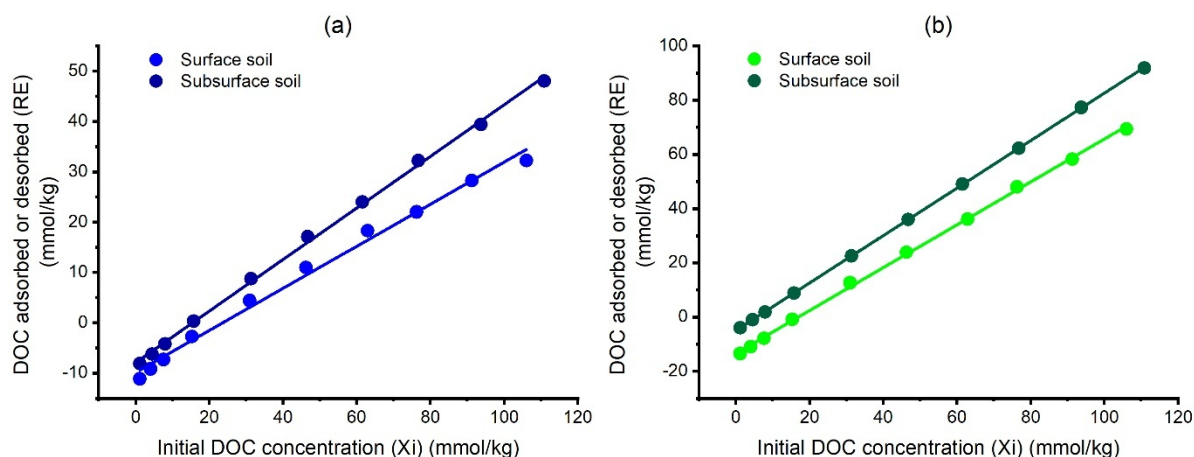 (a)
DOC adsorbed or desorbed (RE)
(mmol/kg)
50
40
30
20
10
0
-10
Surface soil
Subsurface soil
0 20 40 60 80 100 120
Initial DOC concentration (Xi) (mmol/kg)
(b)
DOC adsorbed or desorbed (RE)
(mmol/kg)
100
80
60
40
20
0
-20
Surface soil
Subsurface soil
0 20 40 60 80 100 120
Initial DOC concentration (Xi) (mmol/kg)